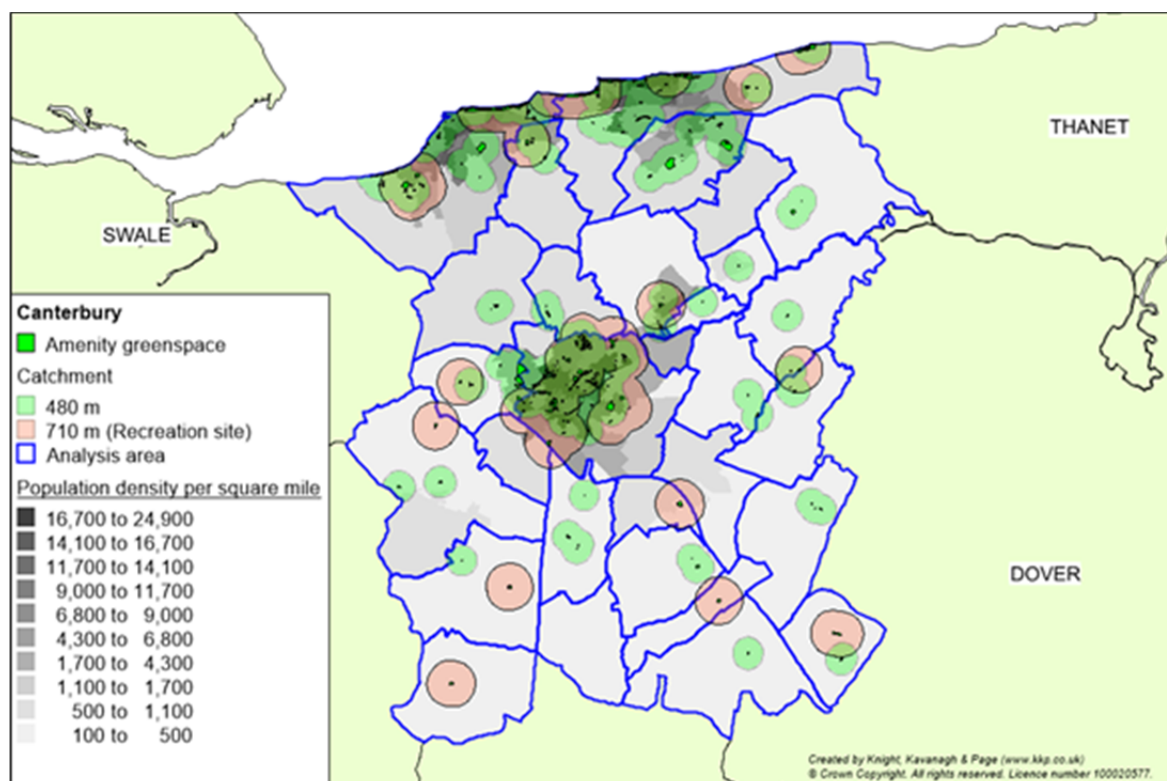 THANET
SWALE
Canterbury
Amenity greenspace
Catchment
480 m
710 m (Recreation site)
Analysis area
Population density per square mile
16,700 to 24,900
14,100 to 16,700
11,700 to 14,100
9,000 to 11,700
6,800 to 9,000
4,300 to 6,800
1,700 to 4,300
1,100 to 1,700
500 to 1,100
100 to 500
DOVER
Created by Knight, Kavanagh & Page (www.kkp.co.uk)
© Crown Copyright. All rights reserved. Licence number 100020577.